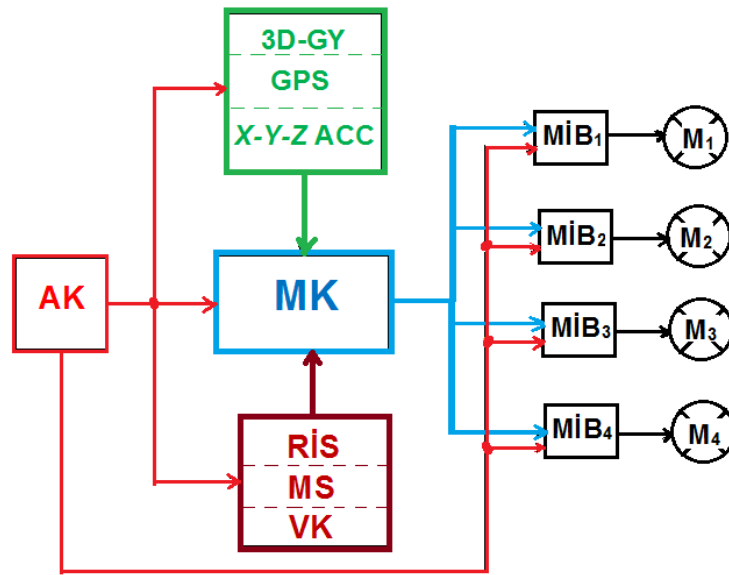 3D-GY
GPS
X-Y-Z ACC
AK
MK
RİS
MS
VK
MİB1
M1
MİB2
M2
MİB3
M3
MİB4
M4